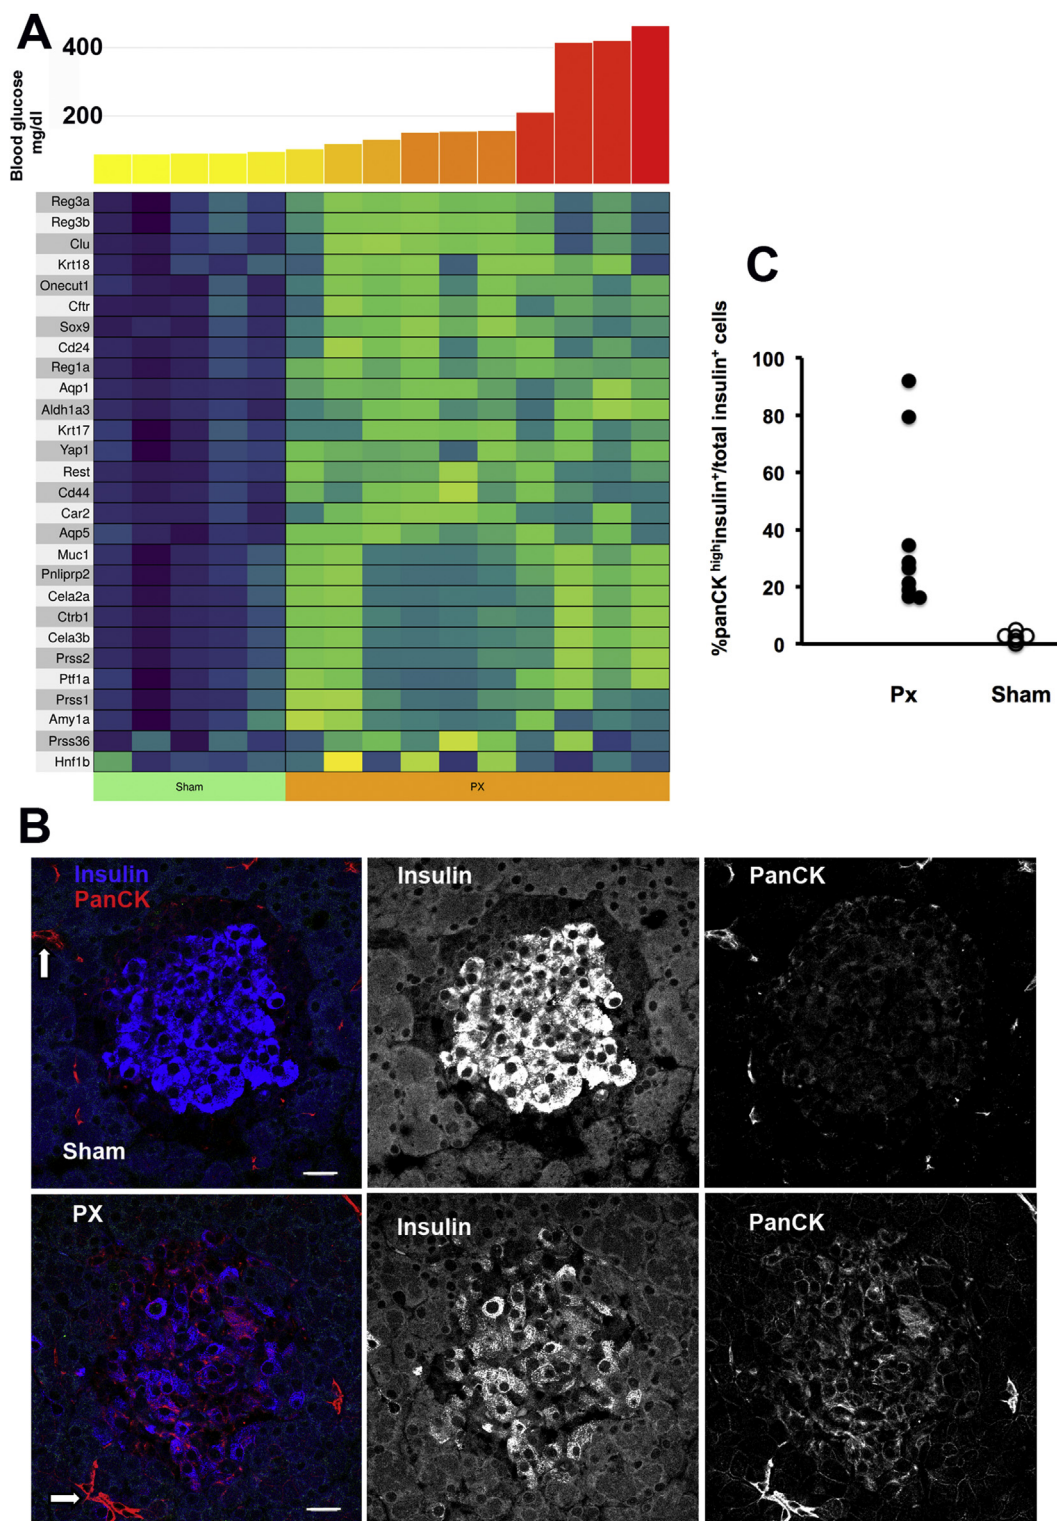 A
400
200
Blood glucose
mg/dl
Reg3a
Reg3b
Clu
Krt18
Onecut1
Cftr
Sox9
Cd24
Reg1a
Aqp1
Aldh1a3
Krt17
Yap1
Rest
Cd44
Car2
Aqp5
Muc1
Pnliprp2
Cela2a
Ctrb1
Cela3b
Prss2
Ptf1a
Prss1
Amy1a
Prss36
Hnf1b
Sham
PX
C
%panCK high insulin+/total insulin+ cells
100
80
60
40
20
0
Px
Sham
B
Insulin
PanCK
Sham
Insulin
PanCK
PX
Insulin
PanCK